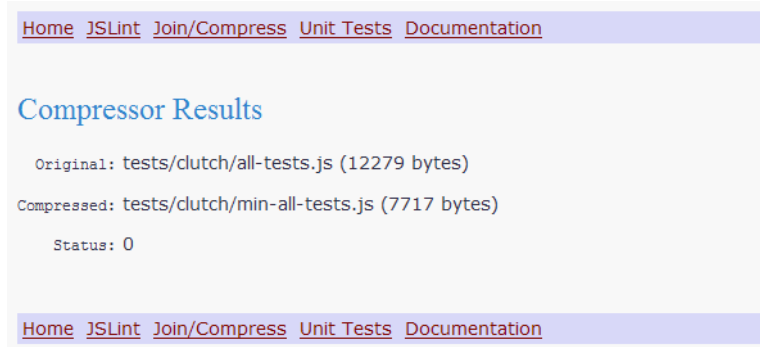 Home JSLint Join/Compress Unit Tests Documentation
Compressor Results
Original: tests/clutch/all-tests.js (12279 bytes)
Compressed: tests/clutch/min-all-tests.js (7717 bytes)
Status: 0
Home JSLint Join/Compress Unit Tests Documentation